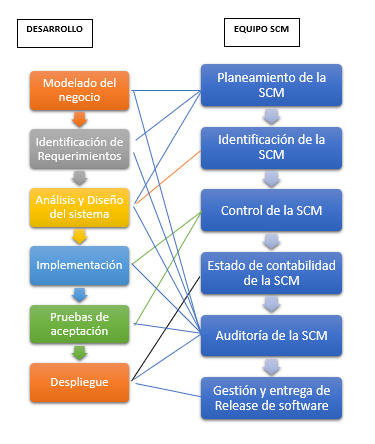 DESARROLLO
Modelado del
negocio
Identificación de
Requerimientos
Análisis y Diseño
del sistema
Implementación
Pruebas de
aceptación
Despliegue
EQUIPO SCM
Planeamiento de la
SCM
Identificación de la
SCM
Control de la SCM
Estado de contabilidad
de la SCM
Auditoría de la SCM
Gestión y entrega de
Release de software